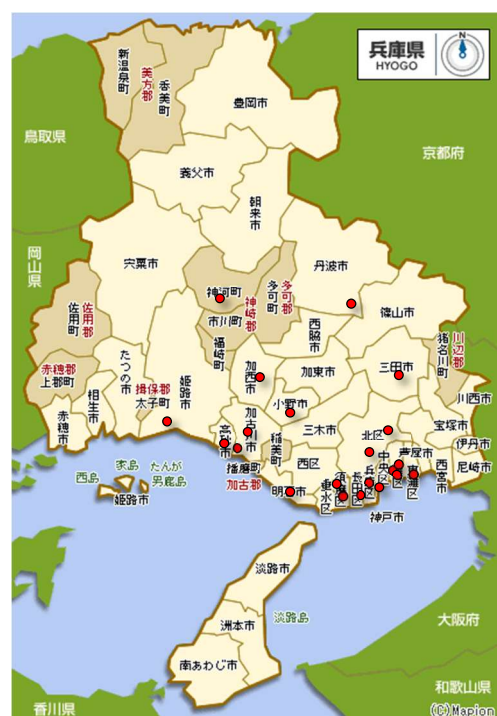 兵庫県
HYOGO
N
新温泉町
美方郡
香美町
豊岡市
鳥取県
京都府
養父市
朝来市
岡山県
宍粟市
丹波市
神河町
神崎郡
多可町
多可郡
市川町
篠山市
佐用町
佐用郡
福崎町
西脇市
猪名川町
川辺郡
赤穂郡
上郡町
たつの市
姫路市
加西市
加東市
三田市
川西市
相生市
揖保郡
太子町
小野市
宝塚市
赤穂市
高砂市
加古川市
三木市
北区
伊丹市
稲美町
芦屋市
西宮市
尼崎市
播磨町
西区
兵庫区
中央区
東灘区
加古郡
家島
たんが
男鹿島
西島
姫路市
明石市
垂水区
須磨区
長田区
神戸市
淡路市
淡路島
洲本市
大阪府
南あわじ市
和歌山県
香川県
(C)Mapion